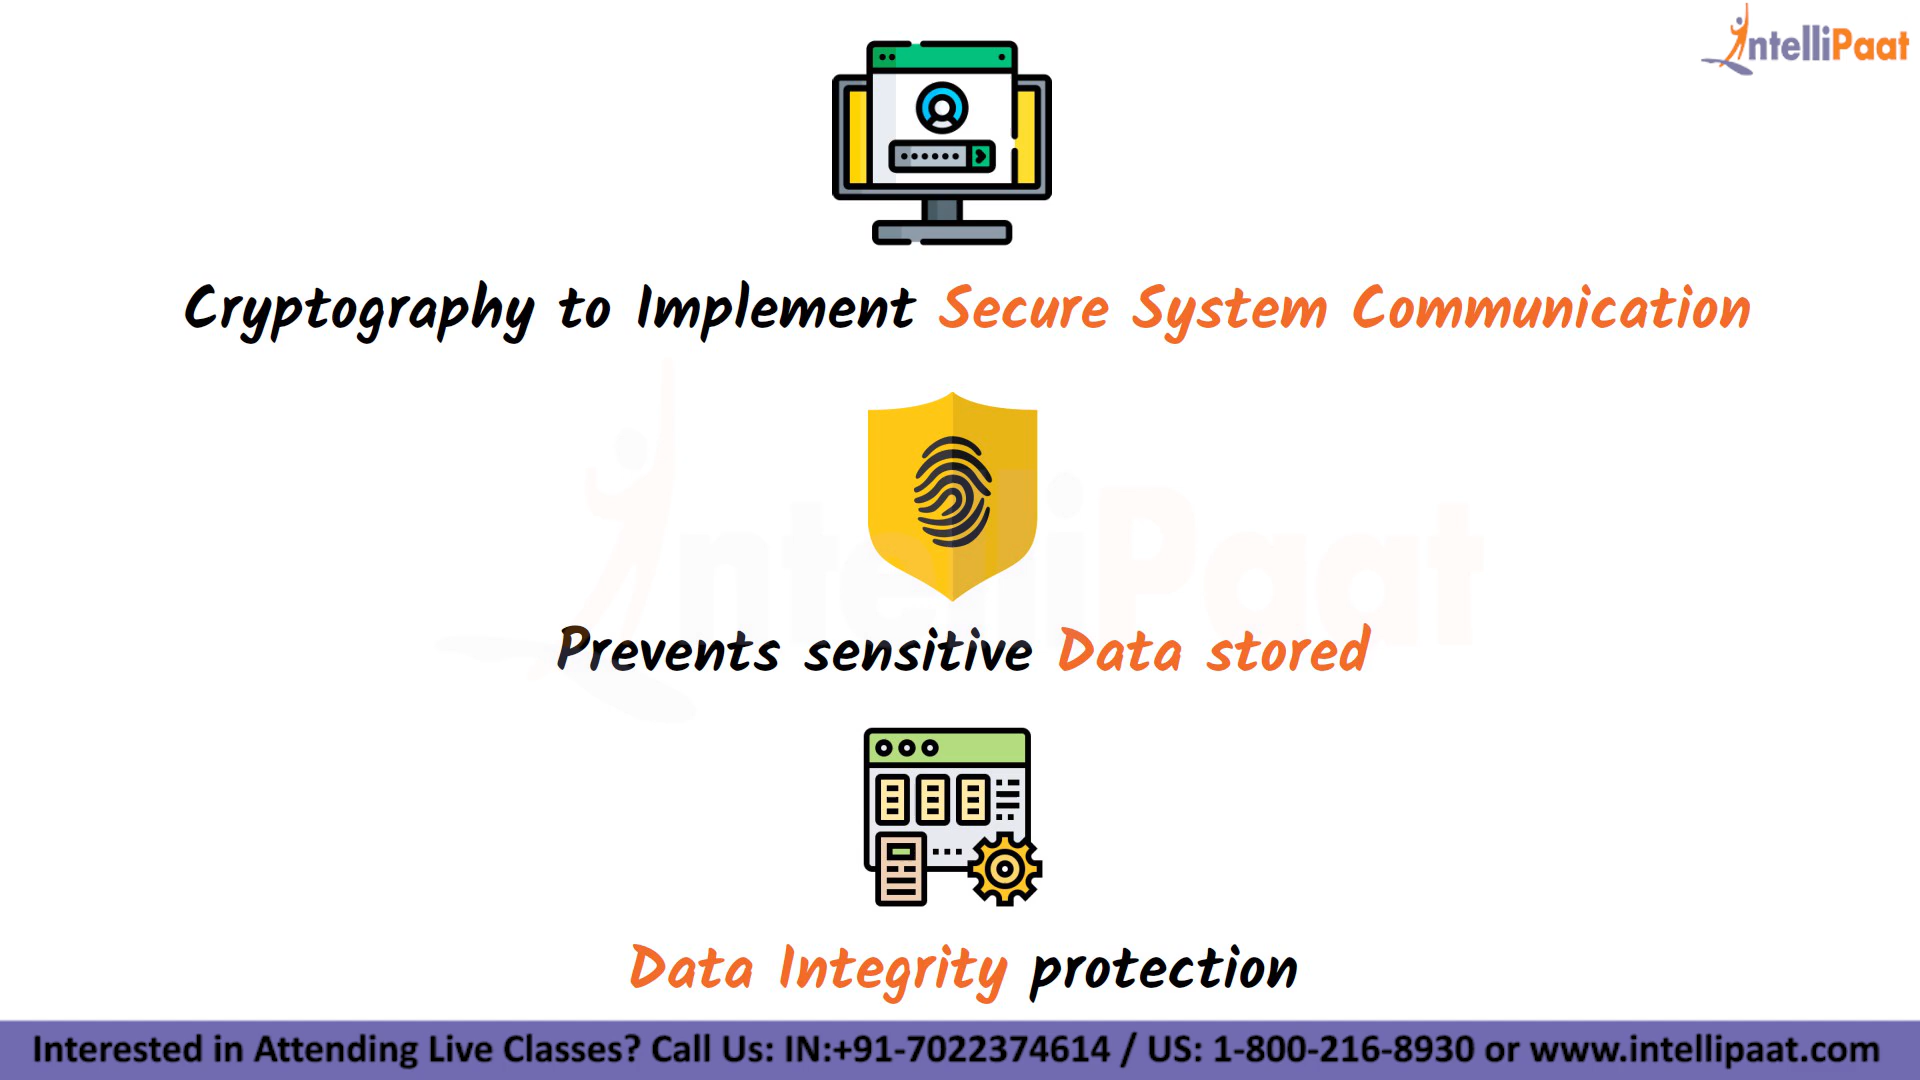 IntelliPaat
Cryptography to Implement Secure System Communication
IntelliPaat
Prevents sensitive Data stored
Data Integrity protection
Interested in Attending Live Classes? Call Us: IN:+91-7022374614 / US: 1-800-216-8930 or www.intellipaat.com